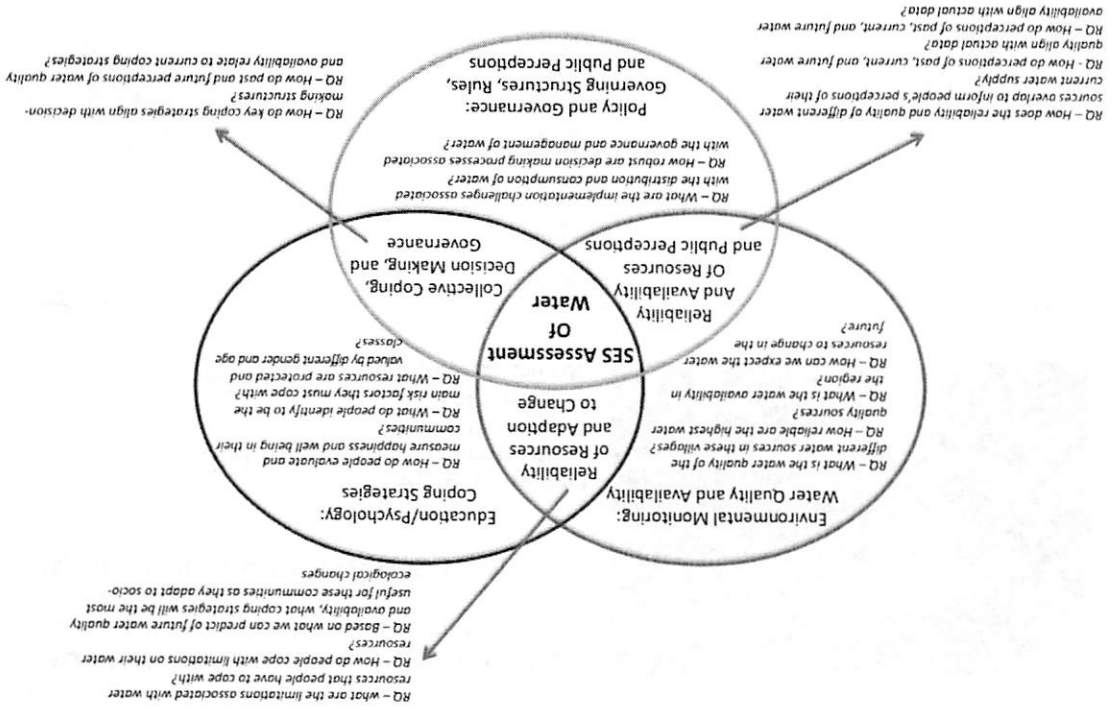 RQ – what are the limitations associated with water
resources that people have to cope with?
RQ – How do people cope with limitations on their water
resources?
RQ – Based on what we can predict of future water quality
and availability, what coping strategies will be the most
useful for these communities as they adapt to socio-
ecological changes
Environmental Monitoring:
Water Quality and Availability
RQ – What is the water quality of the
different water sources in these villages?
RQ – How reliable are the highest water
quality sources?
RQ – What is the water availability in
the region?
RQ – How can we expect the water
resources to change in the
future?
Reliability
of Resources
and Adaption
to Change
Education/Psychology:
Coping Strategies
RQ – How do people evaluate and
measure happiness and well being in their
communities?
RQ – What do people identify to be the
main risk factors they must cope with?
RQ – What resources are protected and
valued by different gender and age
classes?
SES Assessment
Of
Water
Reliability
And Availability
Of Resources
and Public Perceptions
Collective Coping,
Decision Making, and
Governance
RQ – What are the implementation challenges associated
with the distribution and consumption of water?
RQ – How robust are decision making processes associated
with the governance and management of water?
Policy and Governance:
Governing Structures, Rules,
and Public Perceptions
RQ – How does the reliability and quality of different water
sources overlap to inform people's perceptions of their
current water supply?
RQ - How do perceptions of past, current, and future water
quality align with actual data?
RQ – How do perceptions of past, current, and future water
availability align with actual data?
RQ – How do key coping strategies align with decision-
making structures?
RQ – How do past and future perceptions of water quality
and availability relate to current coping strategies?